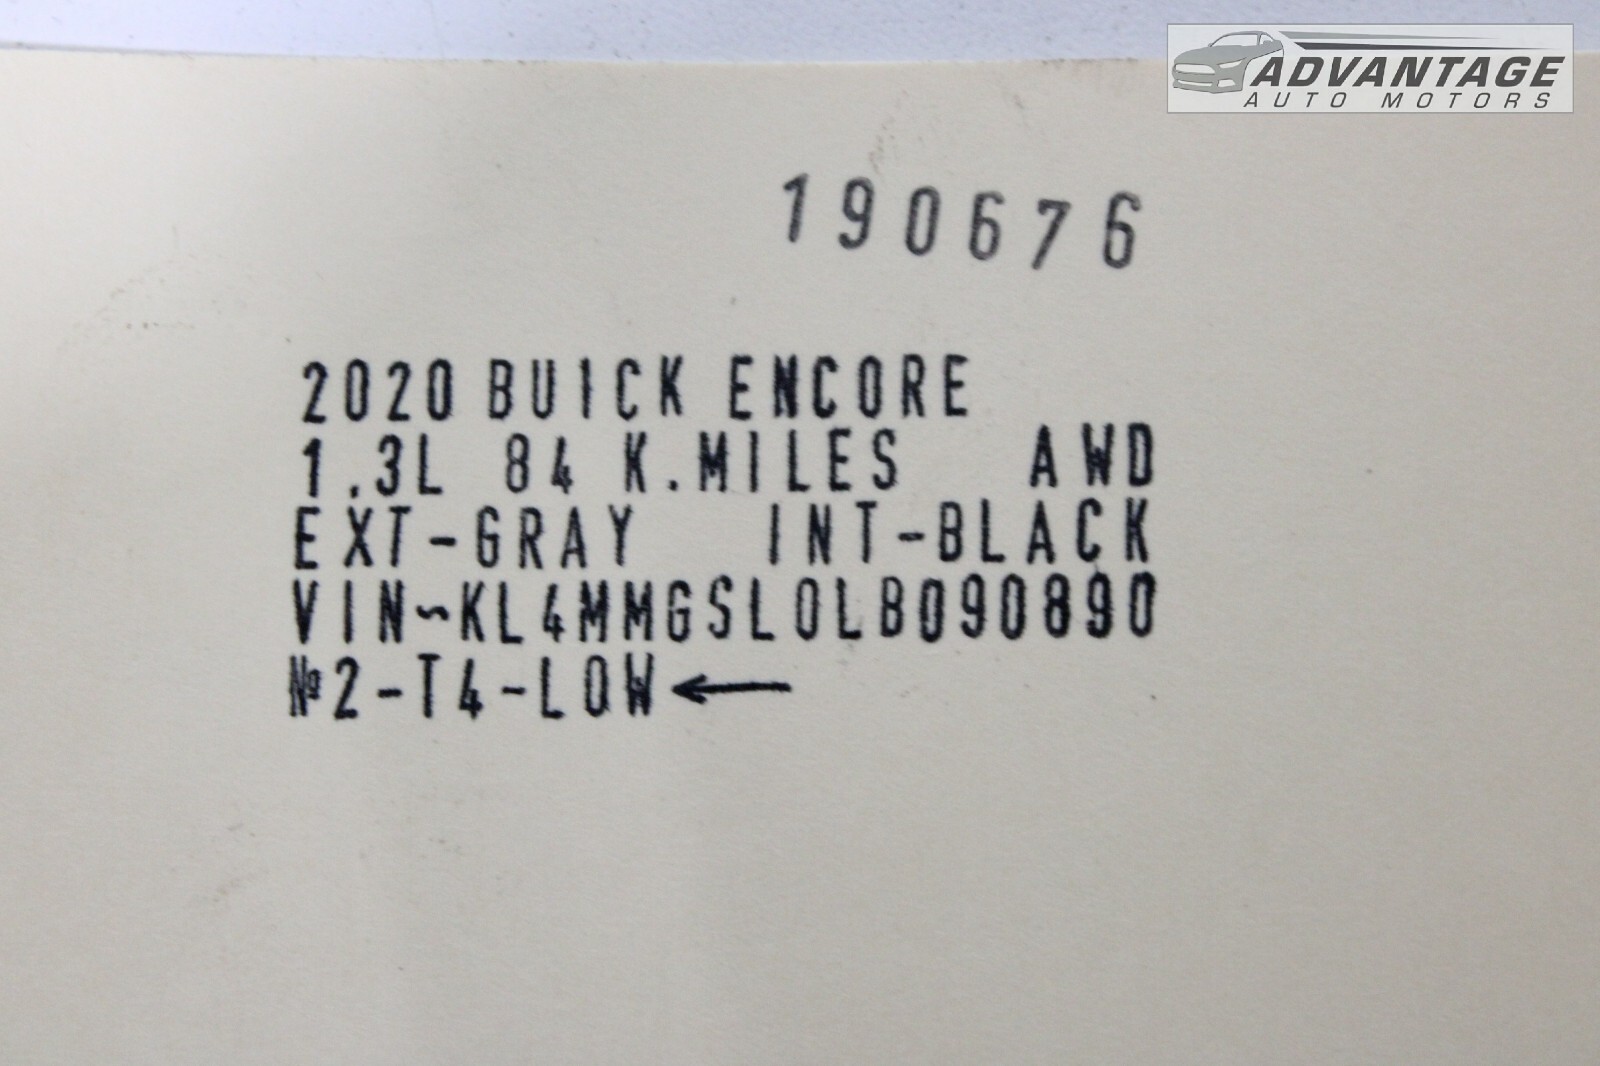 ADVANTAGE
AUTO MOTORS
190676
2020 BUICK ENCORE
1.3L 84 K.MILES AWD
EXT-GRAY INT-BLACK
VIN~KL4MMGSL0LB090890
№2-T4-LOW←